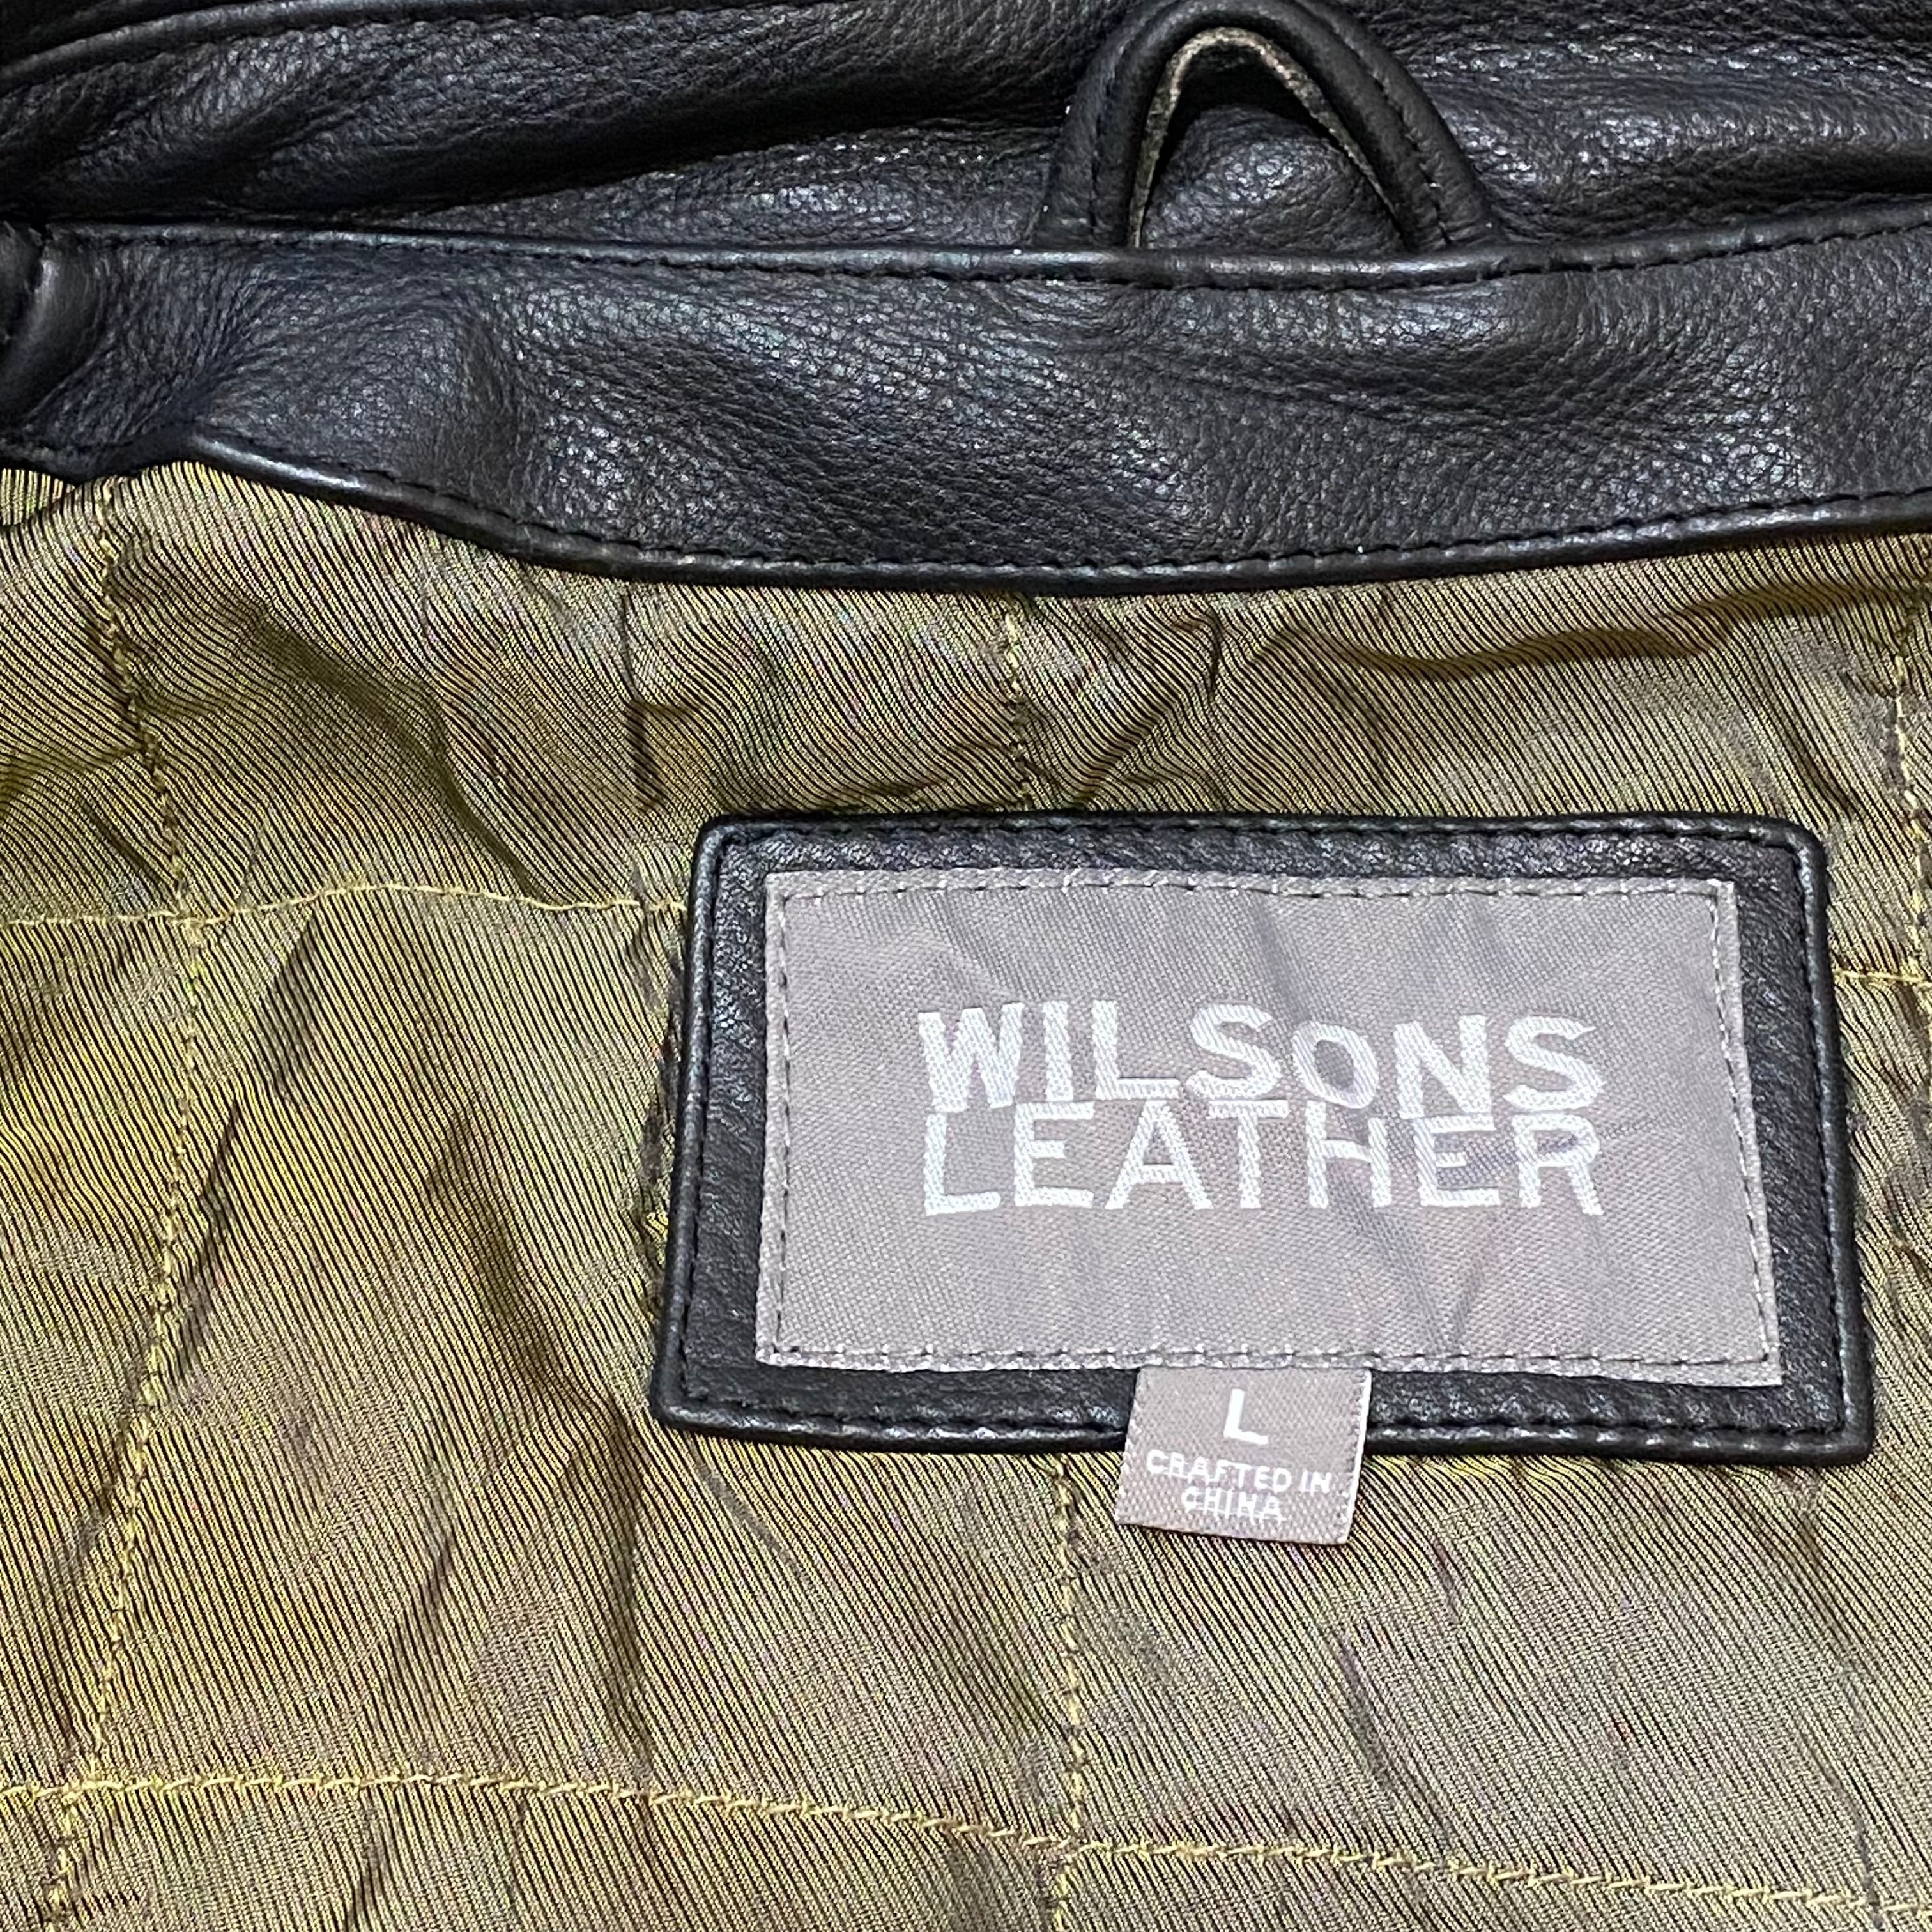 WILSONS
LEATHER
L
CRAFTED IN
CHINA